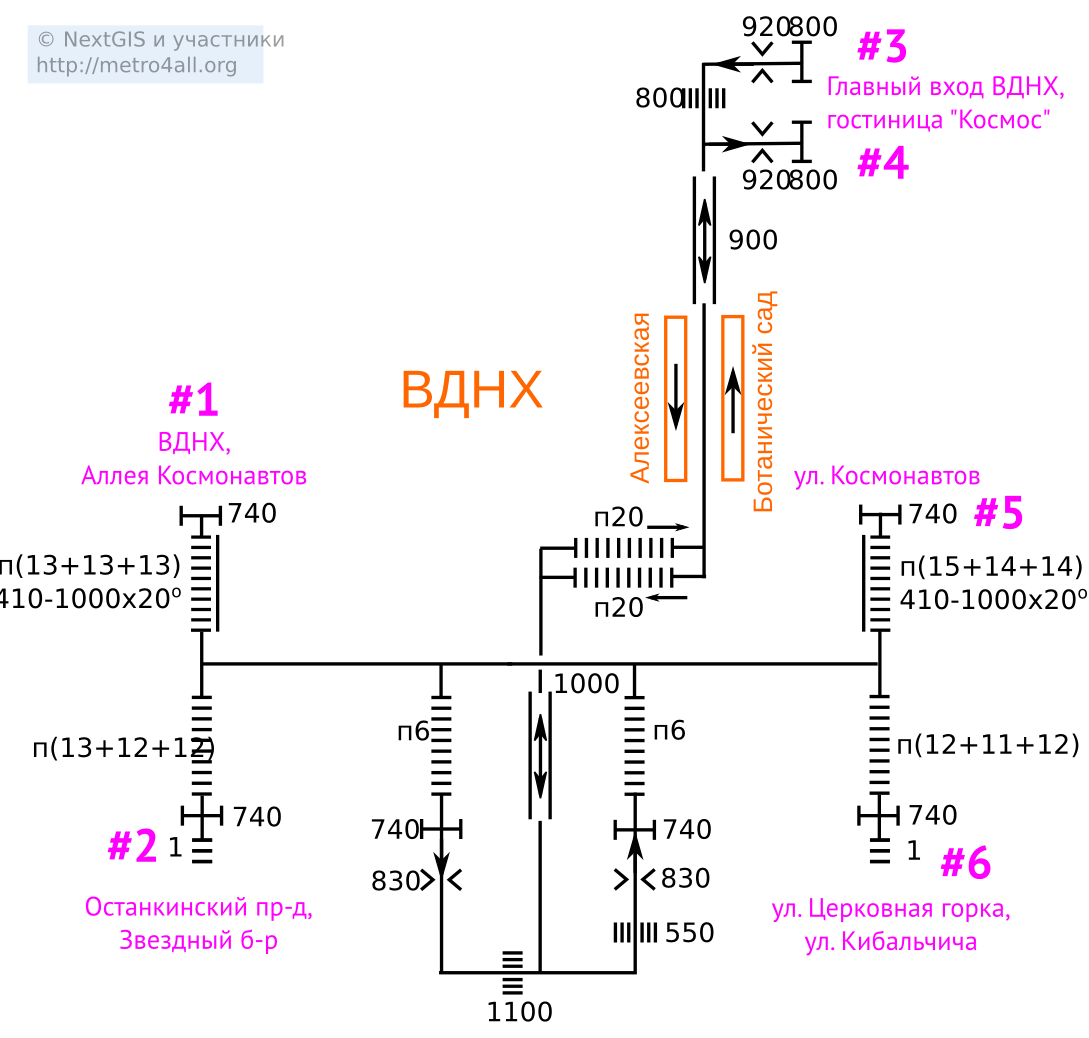 © NextGIS и участники
http://metro4all.org
920 800
#3
Главный вход ВДНХ,
гостиница "Космос"
800
#4
920 800
900
Алексеевская
Ботанический сад
ВДНХ
#1
ВДНХ,
Аллея Космонавтов
740
п(13+13+13)
410-1000x20º
п20
п20
ул. Космонавтов
740
#5
п(15+14+14)
410-1000x20º
1000
п(13+12+12)
п6
п6
п(12+11+12)
740
#2
1
Останкинский пр-д,
Звездный б-р
740
830
740
830
550
1100
740
1
#6
ул. Церковная горка,
ул. Кибальчича